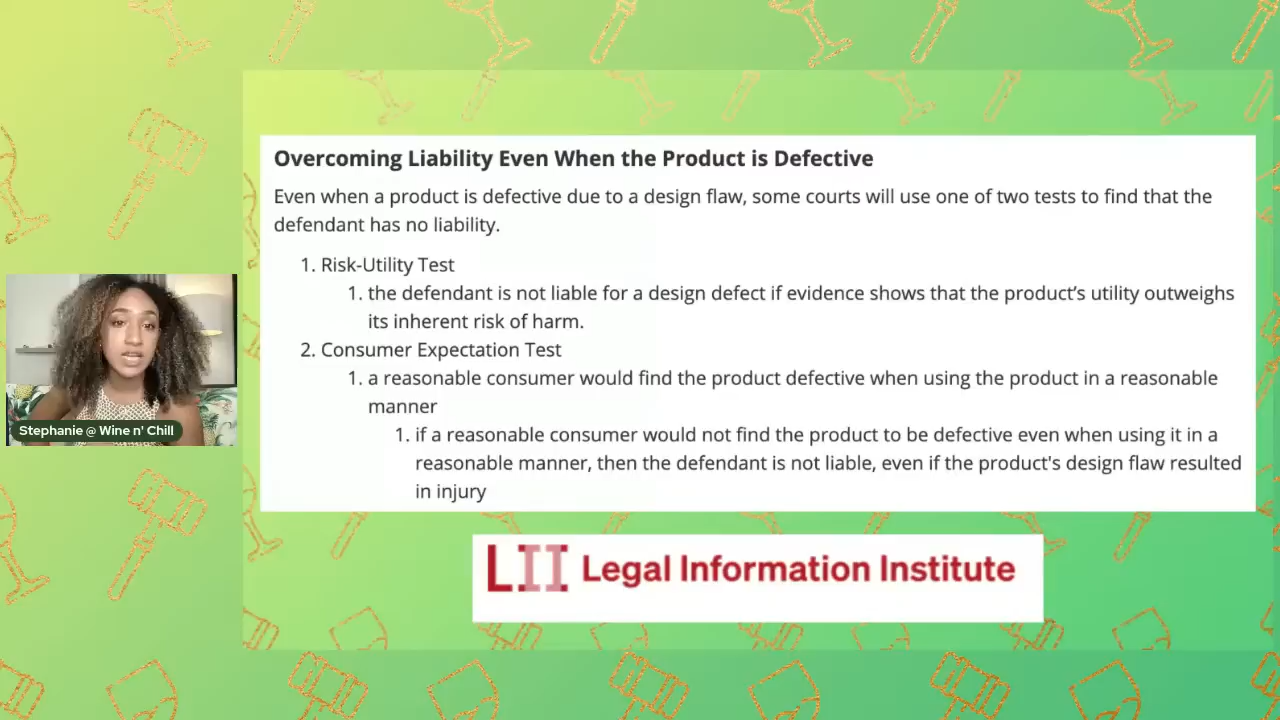 Overcoming Liability Even When the Product is Defective
Even when a product is defective due to a design flaw, some courts will use one of two tests to find that the
defendant has no liability.
1. Risk-Utility Test
1. the defendant is not liable for a design defect if evidence shows that the product’s utility outweighs
its inherent risk of harm.
2. Consumer Expectation Test
1. a reasonable consumer would find the product defective when using the product in a reasonable
manner
1. if a reasonable consumer would not find the product to be defective even when using it in a
reasonable manner, then the defendant is not liable, even if the product's design flaw resulted
in injury
Stephanie @ Wine n' Chill
LII Legal Information Institute